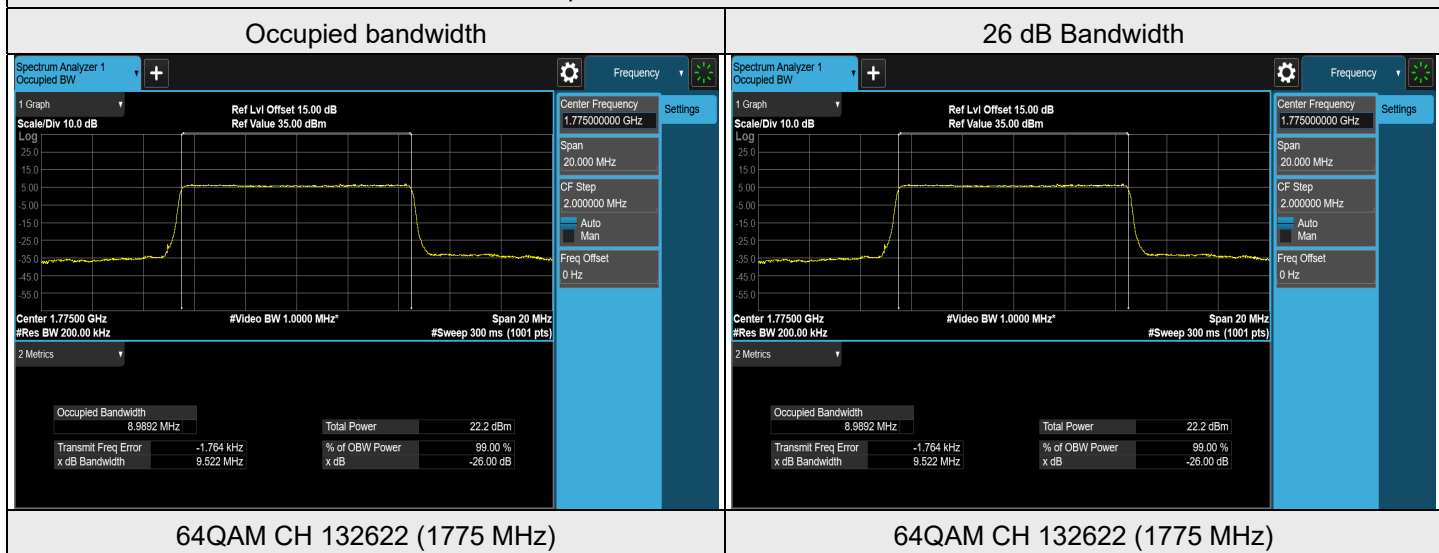 Occupied bandwidth
26 dB Bandwidth
Spectrum Analyzer 1
Occupied BW
+
Frequency
1 Graph
Scale/Div 10.0 dB
Ref Lvl Offset 15.00 dB
Ref Value 35.00 dBm
Log
25.0
15.0
5.00
-5.00
-15.0
-25.0
-35.0
-45.0
-55.0
Center 1.77500 GHz
#Video BW 1.0000 MHz*
Span 20 MHz
#Res BW 200.00 kHz
#Sweep 300 ms (1001 pts)
Center Frequency
1.775000000 GHz
Settings
Span
20.000 MHz
CF Step
2.000000 MHz
Auto
Man
Freq Offset
0 Hz
2 Metrics
Occupied Bandwidth
8.9892 MHz
Total Power 22.2 dBm
Transmit Freq Error -1.764 kHz
% of OBW Power 99.00 %
x dB Bandwidth 9.522 MHz
x dB -26.00 dB
Spectrum Analyzer 1
Occupied BW
+
Frequency
1 Graph
Scale/Div 10.0 dB
Ref Lvl Offset 15.00 dB
Ref Value 35.00 dBm
Log
25.0
15.0
5.00
-5.00
-15.0
-25.0
-35.0
-45.0
-55.0
Center 1.77500 GHz
#Video BW 1.0000 MHz*
Span 20 MHz
#Res BW 200.00 kHz
#Sweep 300 ms (1001 pts)
Center Frequency
1.775000000 GHz
Settings
Span
20.000 MHz
CF Step
2.000000 MHz
Auto
Man
Freq Offset
0 Hz
2 Metrics
Occupied Bandwidth
8.9892 MHz
Total Power 22.2 dBm
Transmit Freq Error -1.764 kHz
% of OBW Power 99.00 %
x dB Bandwidth 9.522 MHz
x dB -26.00 dB
64QAM CH 132622 (1775 MHz)
64QAM CH 132622 (1775 MHz)